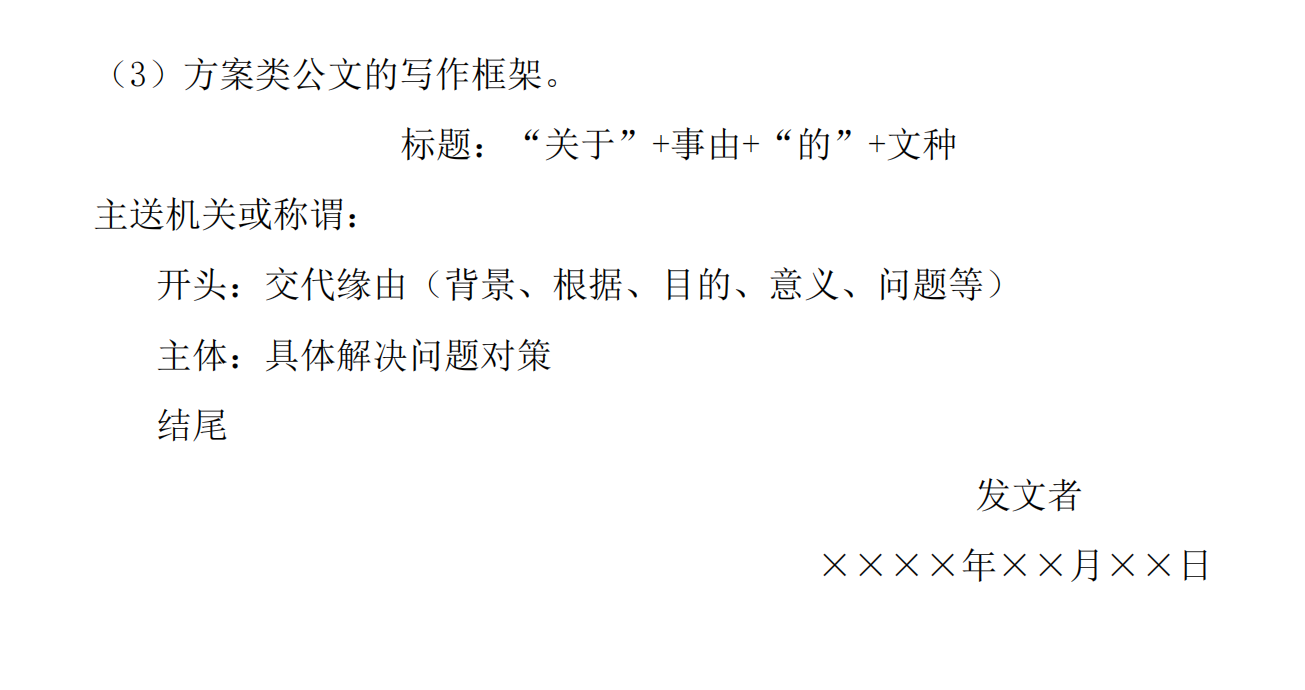 （3）方案类公文的写作框架。
标题：“关于”+事由+“的”+文种
主送机关或称谓：
开头：交代缘由（背景、根据、目的、意义、问题等）
主体：具体解决问题对策
结尾
发文者
××××年××月××日